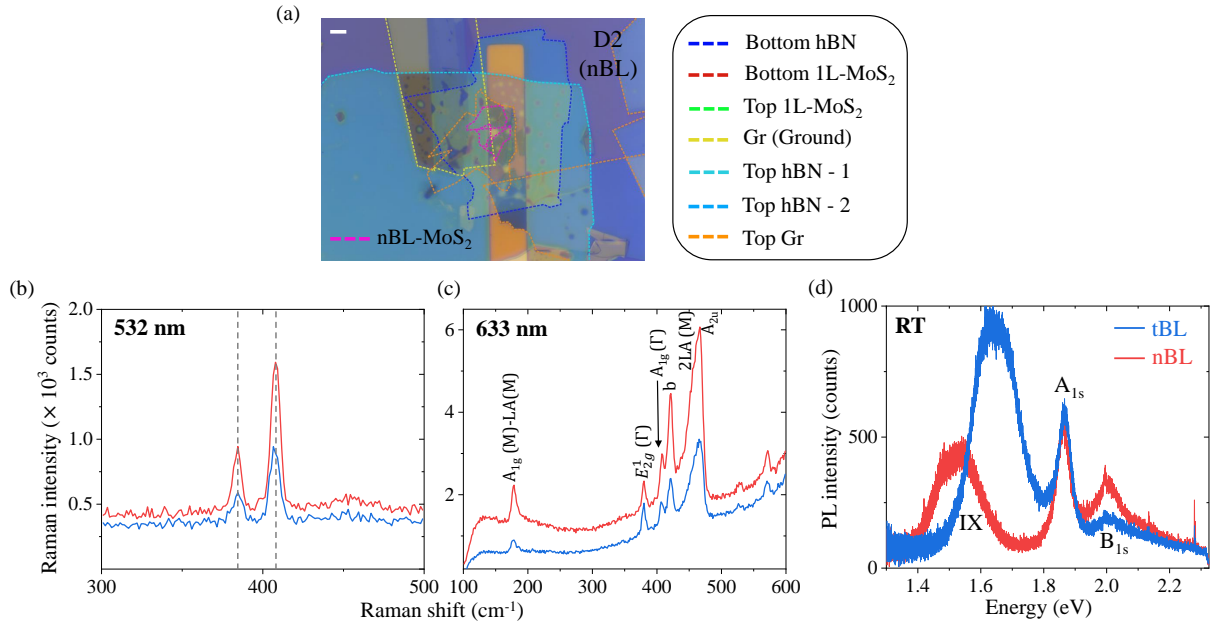 (a)
D2
(nBL)
nBL-MoS₂
Bottom hBN
Bottom 1L-MoS₂
Top 1L-MoS₂
Gr (Ground)
Top hBN - 1
Top hBN - 2
Top Gr
(b)
532 nm
Raman intensity (× 10³ counts)
2.0
1.5
1.0
0.5
300
400
500
(c)
633 nm
6
4
2
A₁g (M)-LA(M)
E¹₂g (Γ)
A₁g (Γ)
b
2LA (M)
A₂u
100
200
300
400
500
600
Raman shift (cm⁻¹)
(d)
RT
tBL
nBL
PL intensity (counts)
1000
500
0
IX
A₁s
B₁s
1.4
1.6
1.8
2.0
2.2
Energy (eV)